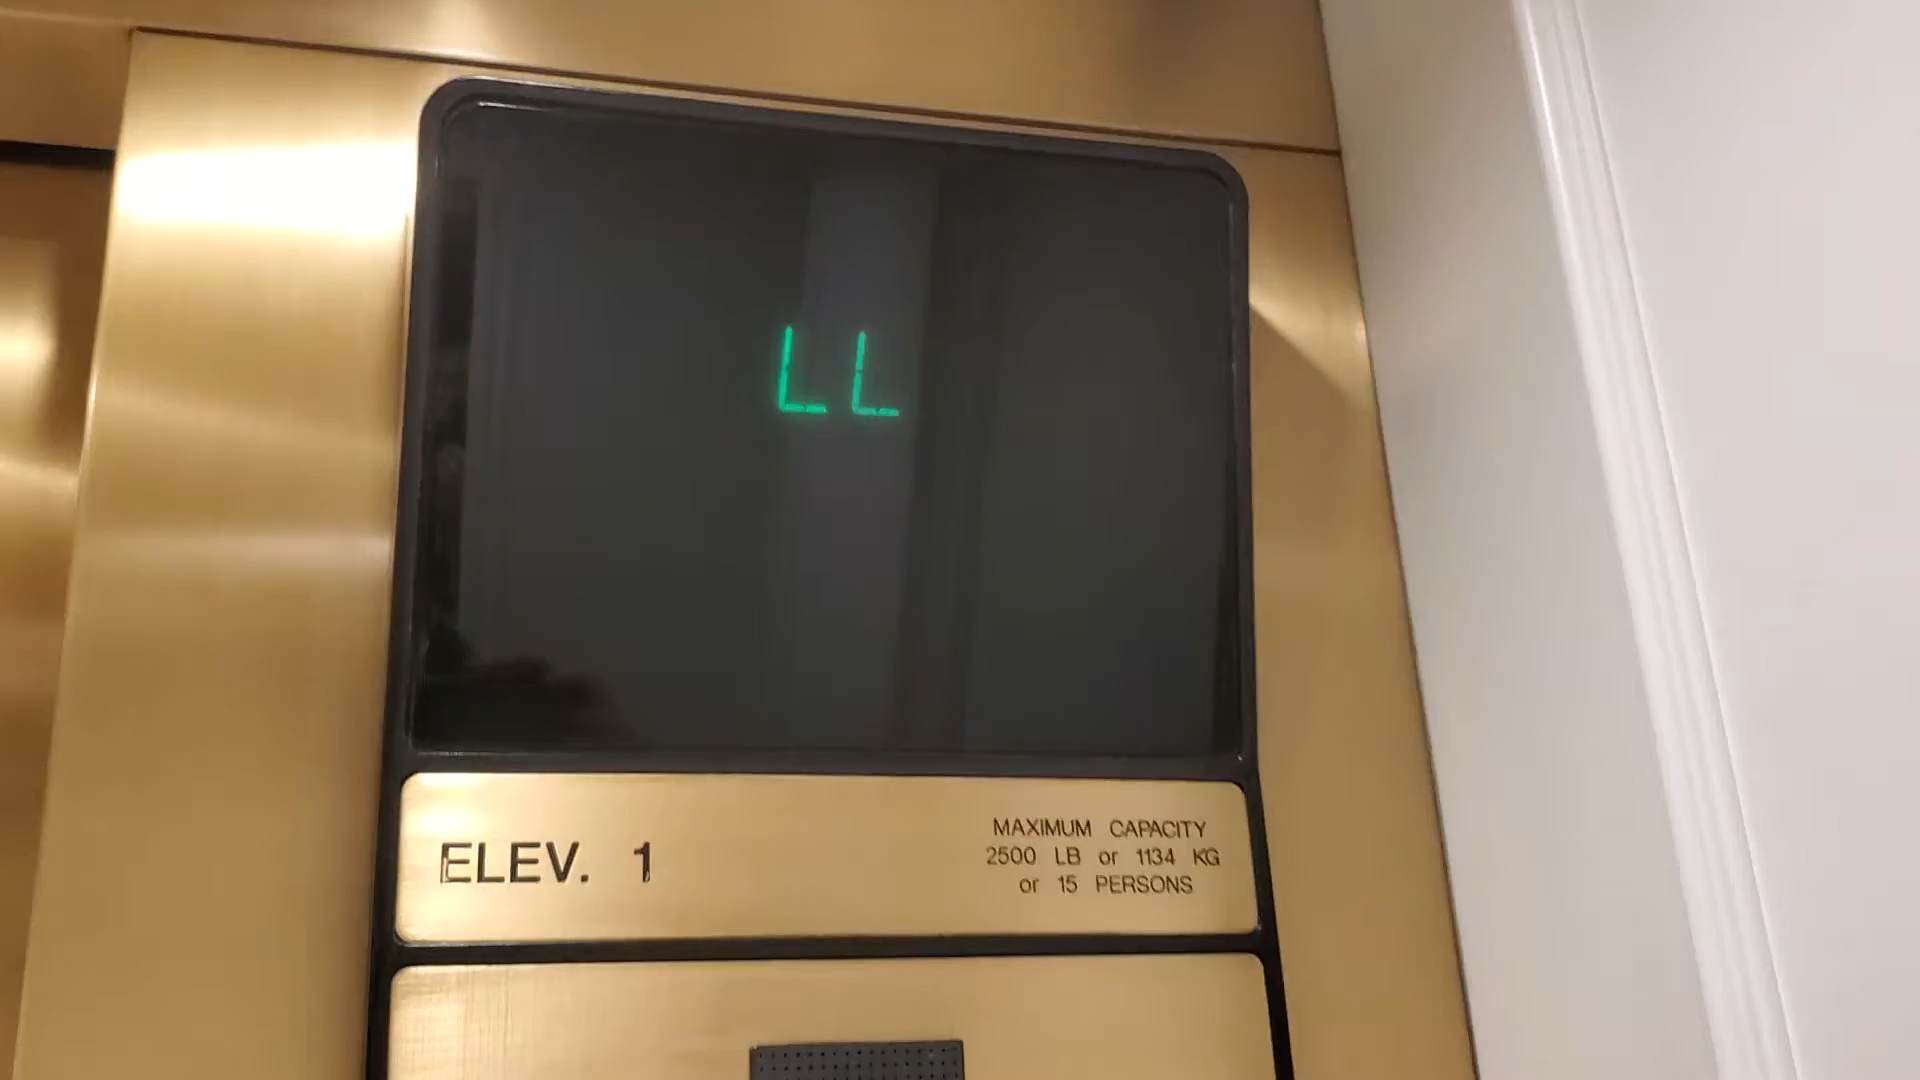 LL
ELEV. 1
MAXIMUM CAPACITY
2500 LB or 1134 KG
or 15 PERSONS